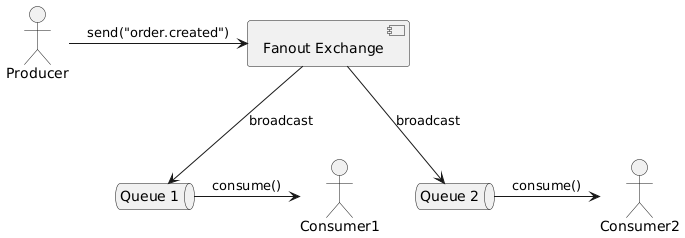 send("order.created")
Fanout Exchange
Producer
broadcast
broadcast
Queue 1
consume()
Queue 2
consume()
Consumer1
Consumer2